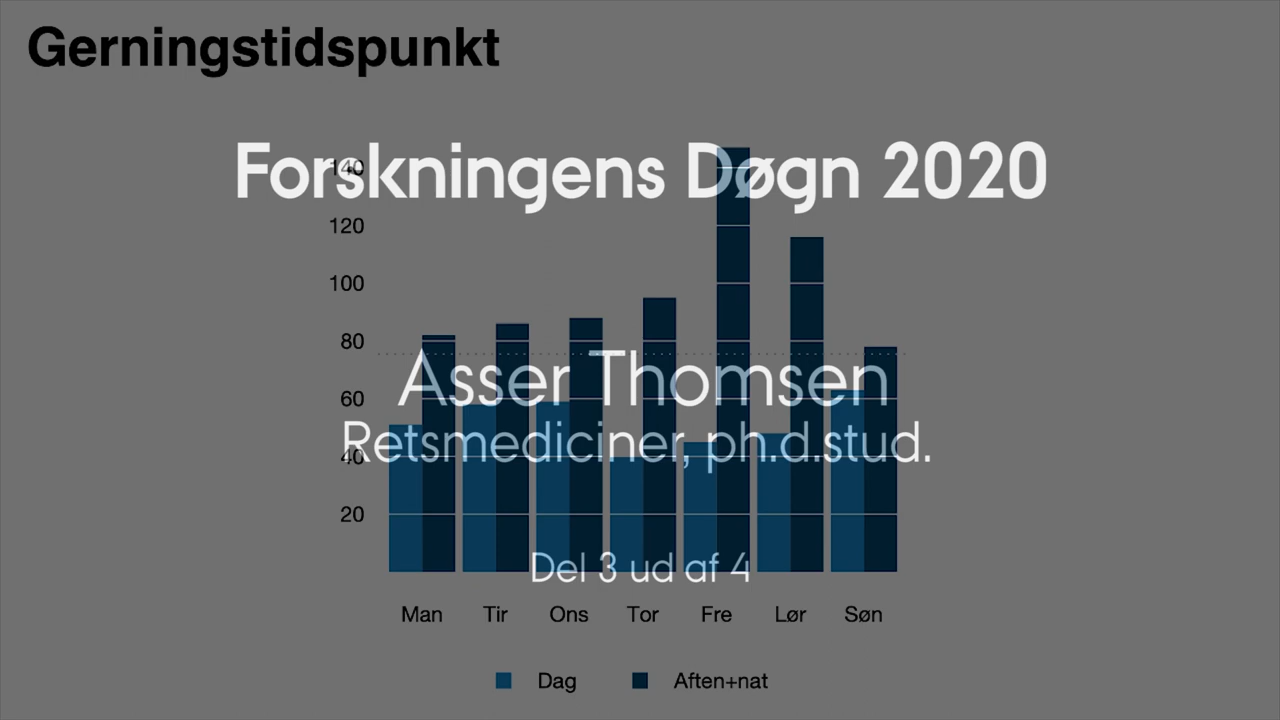 Gerningstidspunkt
Forskningens Døgn 2020
140
120
100
80
Asser Thomsen
60
Retsmediciner, ph.d.stud.
40
20
Del 3 ud af 4
Man Tir Ons Tor Fre Lør Søn
Dag Aften+nat